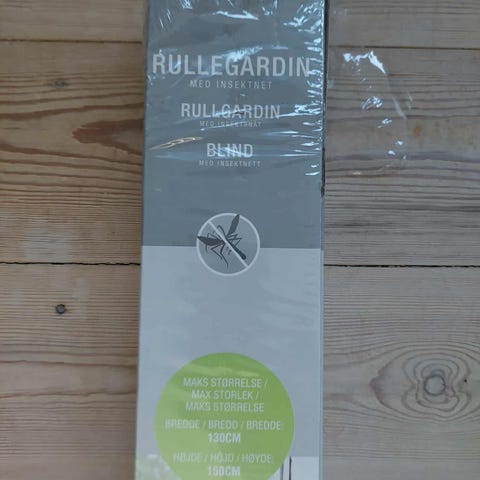 RULLEGARDIN
MED INSEKTNET
RULLGARDIN
MED INSEKTSNÄT
BLIND
MED INSEKTNETT
MAKS STØRRELSE /
MAX STORLEK /
MAKS STØRRELSE
BREDDE / BREDD / BREDDE:
130CM
HØJDE / HÖJD / HØYDE:
150CM